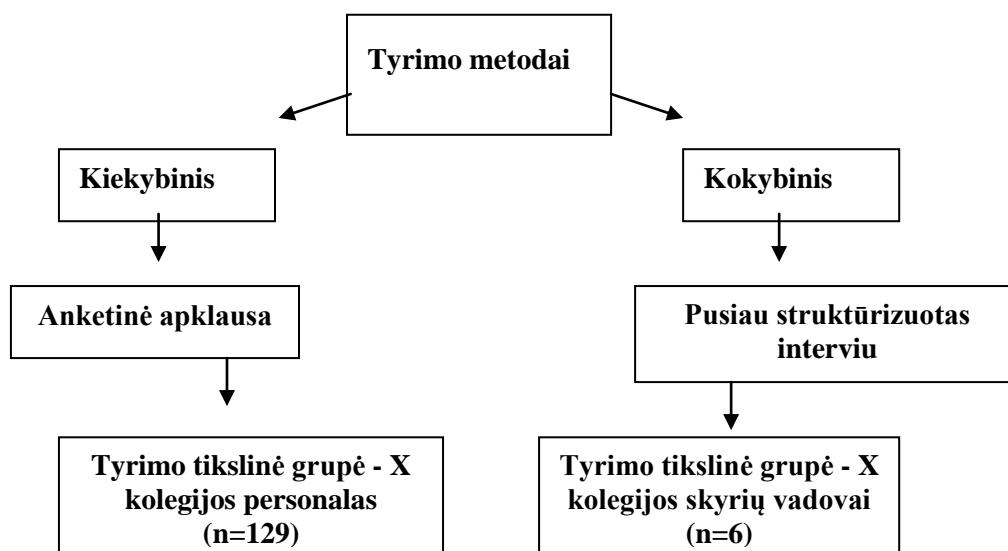 Tyrimo metodai
Kiekybinis
Kokybinis
Anketinė apklausa
Pusiau struktūrizuotas
interviu
Tyrimo tikslinė grupė - X
kolegijos personalas
(n=129)
Tyrimo tikslinė grupė - X
kolegijos skyrių vadovai
(n=6)